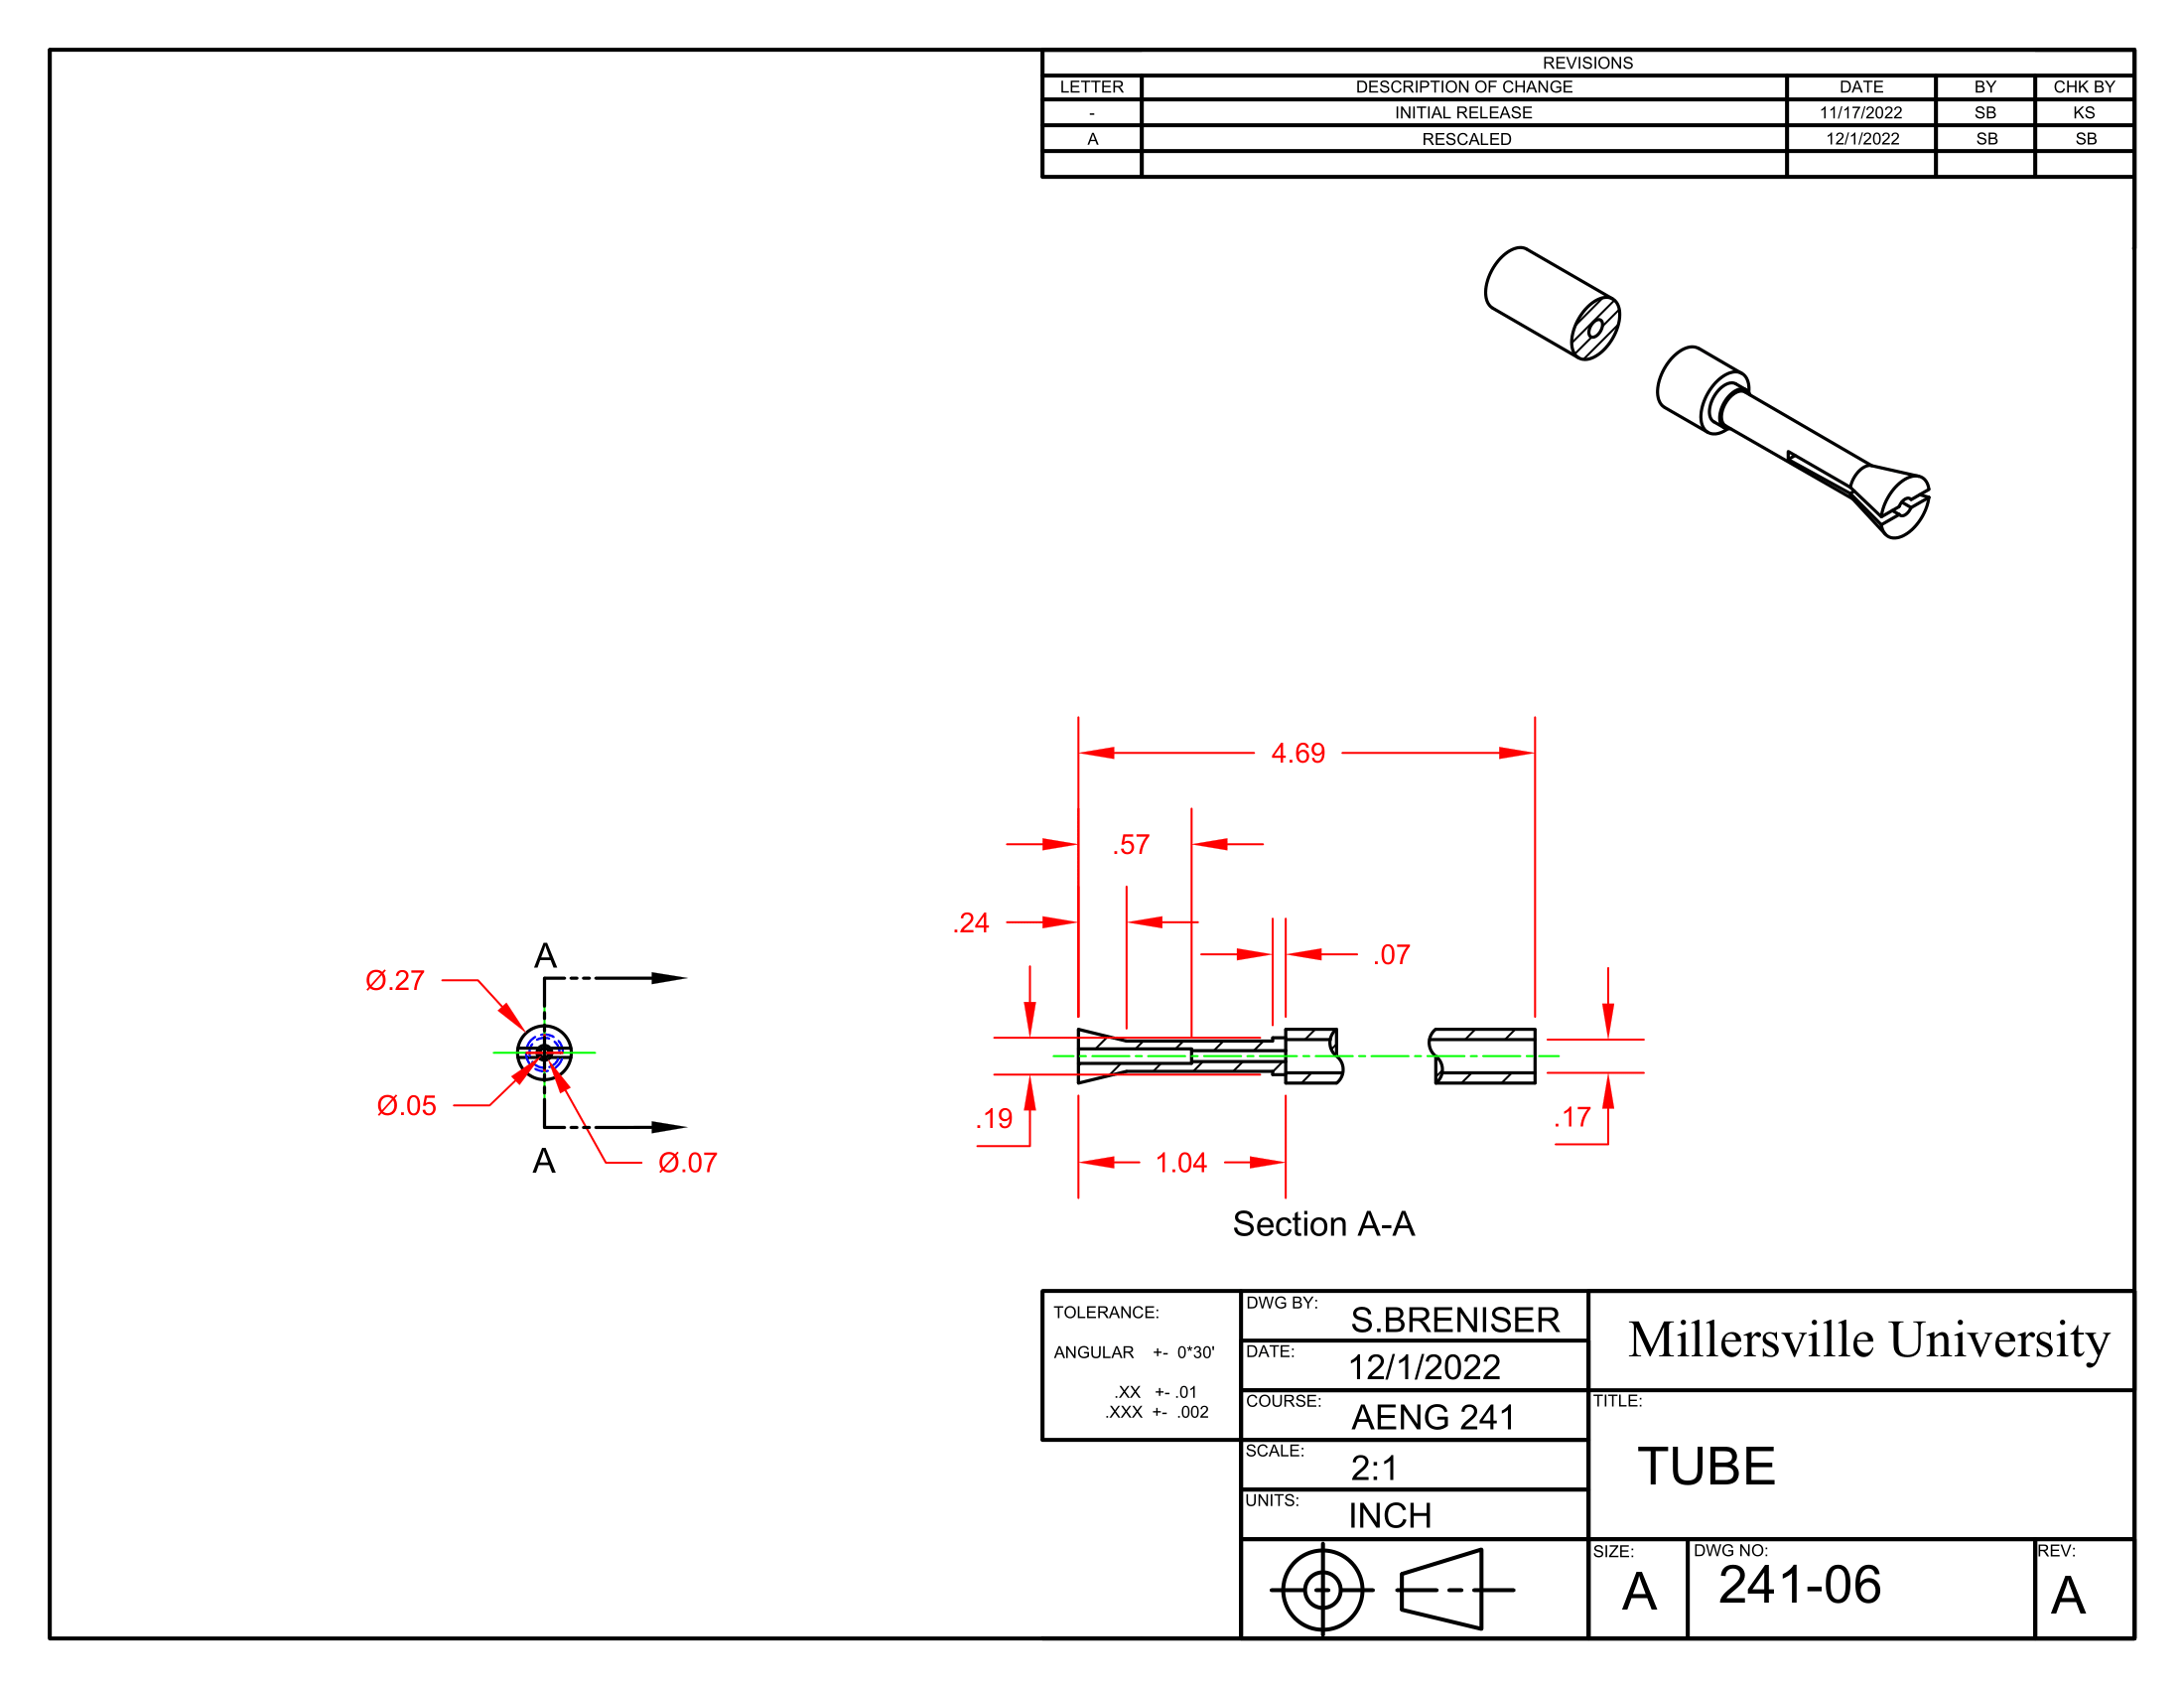 REVISIONS
LETTER DESCRIPTION OF CHANGE DATE BY CHK BY
- INITIAL RELEASE 11/17/2022 SB KS
A RESCALED 12/1/2022 SB SB
4.69
.57
.24
.07
A
Ø.27
Ø.05
A
Ø.07
.19
.17
1.04
Section A-A
TOLERANCE:
ANGULAR +- 0*30'
.XX +- .01
.XXX +- .002
DWG BY: S.BRENISER
DATE: 12/1/2022
COURSE: AENG 241
SCALE: 2:1
UNITS: INCH
Millersville University
TITLE:
TUBE
SIZE: A
DWG NO: 241-06
REV: A